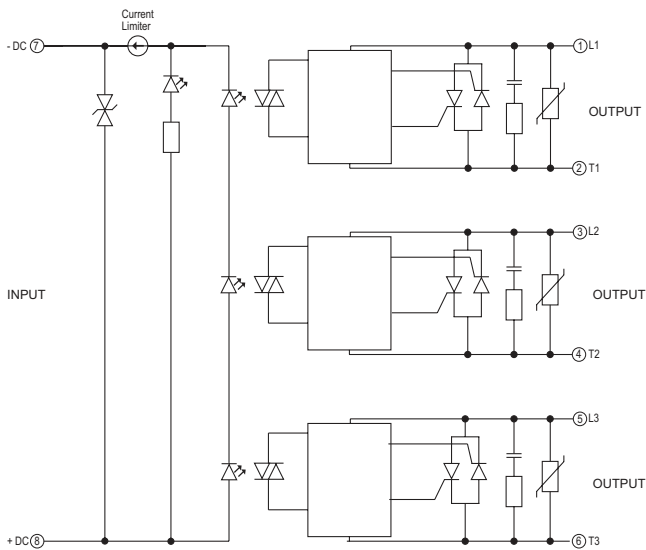 Current
Limiter
- DC 7
1 L1
OUTPUT
2 T1
3 L2
INPUT
OUTPUT
4 T2
5 L3
OUTPUT
+ DC 8
6 T3